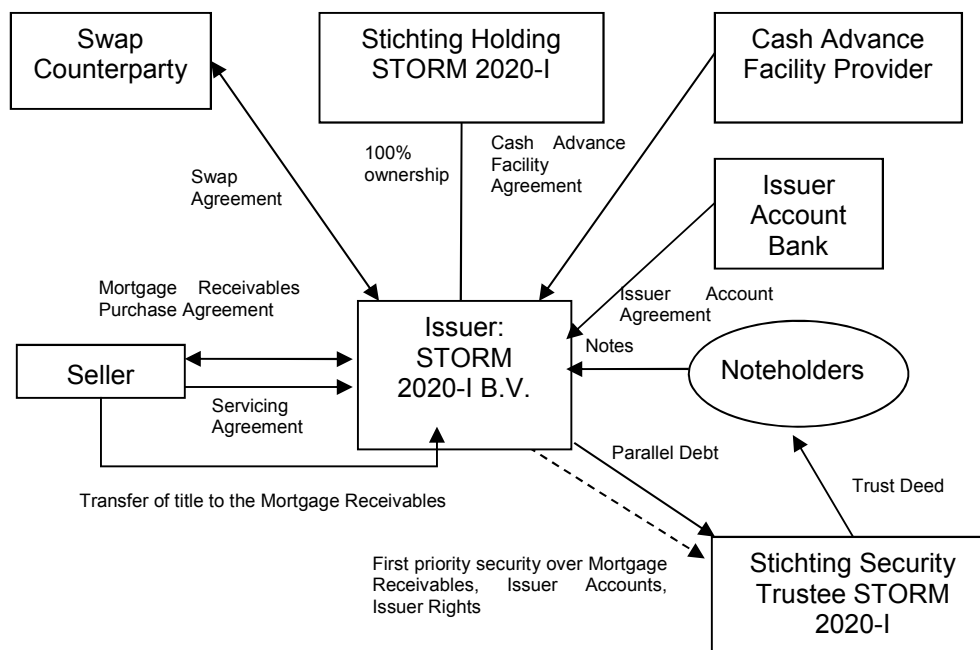 Swap
Counterparty
Stichting Holding
STORM 2020-I
Cash Advance
Facility Provider
Swap
Agreement
100%
ownership
Cash Advance
Facility
Agreement
Issuer
Account
Bank
Mortgage Receivables
Purchase Agreement
Issuer Account
Agreement
Issuer:
STORM
2020-I B.V.
Notes
Seller
Noteholders
Servicing
Agreement
Parallel Debt
Trust Deed
Transfer of title to the Mortgage Receivables
First priority security over Mortgage
Receivables, Issuer Accounts,
Issuer Rights
Stichting Security
Trustee STORM
2020-I